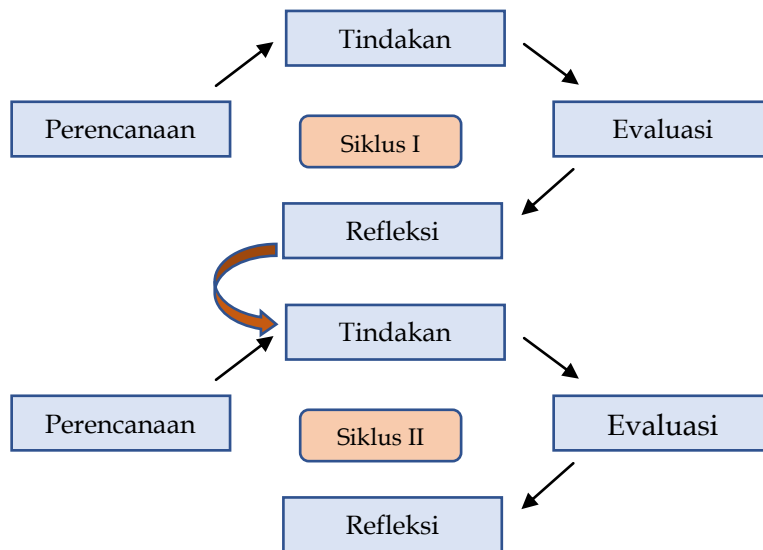 Tindakan
Perencanaan
Siklus I
Evaluasi
Refleksi
Tindakan
Perencanaan
Siklus II
Evaluasi
Refleksi